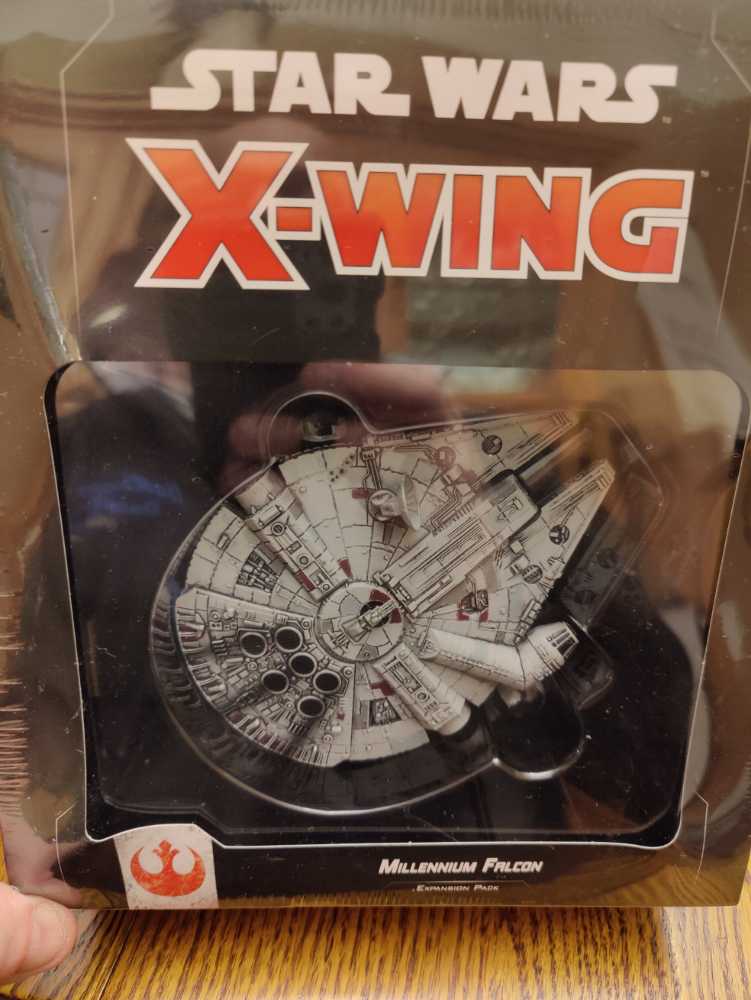 STAR WARS
X-WING
MILLENNIUM FALCON
EXPANSION PACK